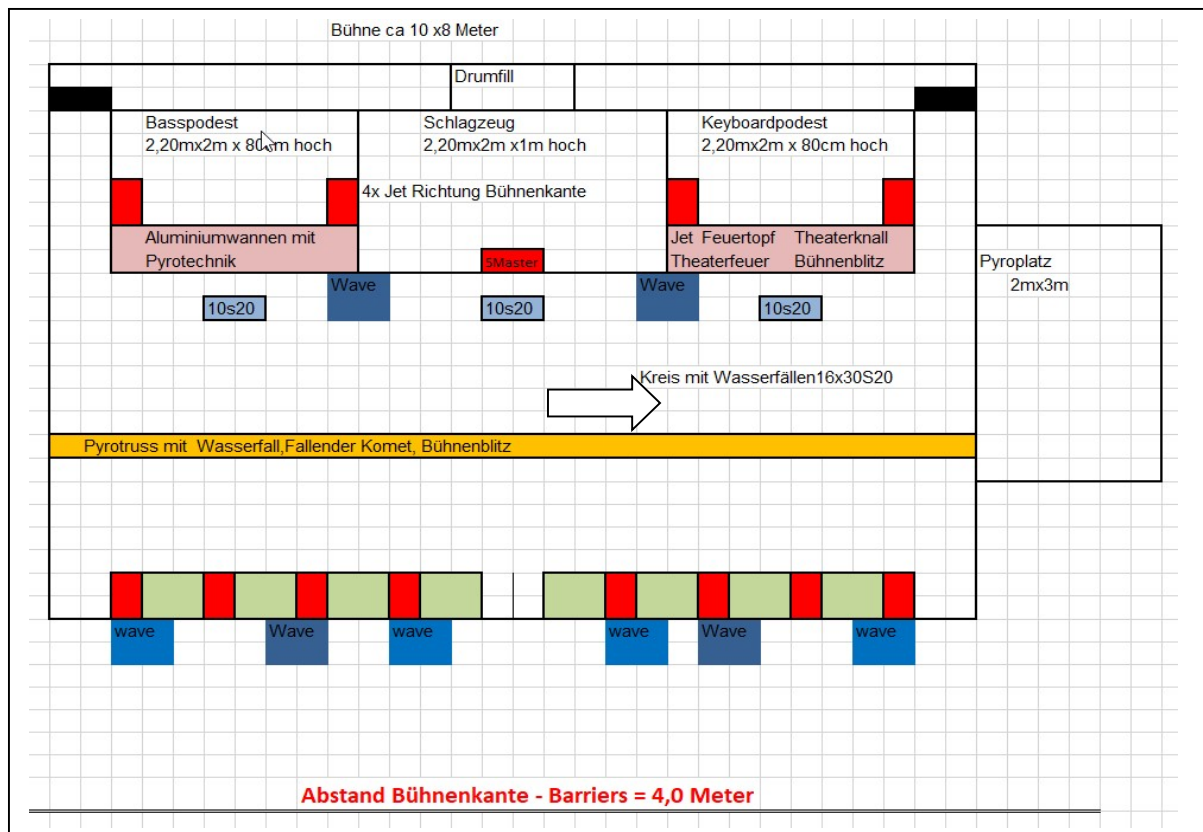 Bühne ca 10 x8 Meter
Drumfill
Basspodest
2,20mx2m x 80cm hoch
Schlagzeug
2,20mx2m x1m hoch
Keyboardpodest
2,20mx2m x 80cm hoch
4x Jet Richtung Bühnenkante
Aluminiumwannen mit
Pyrotechnik
SMaster
Jet Feuertopf Theaterknall
Theaterfeuer Bühnenblitz
Pyroplatz
2mx3m
Wave
Wave
10s20
10s20
10s20
Kreis mit Wasserfällen16x30S20
Pyrotruss mit Wasserfall,Fallender Komet, Bühnenblitz
wave
Wave
wave
wave
Wave
wave
Abstand Bühnenkante - Barriers = 4,0 Meter